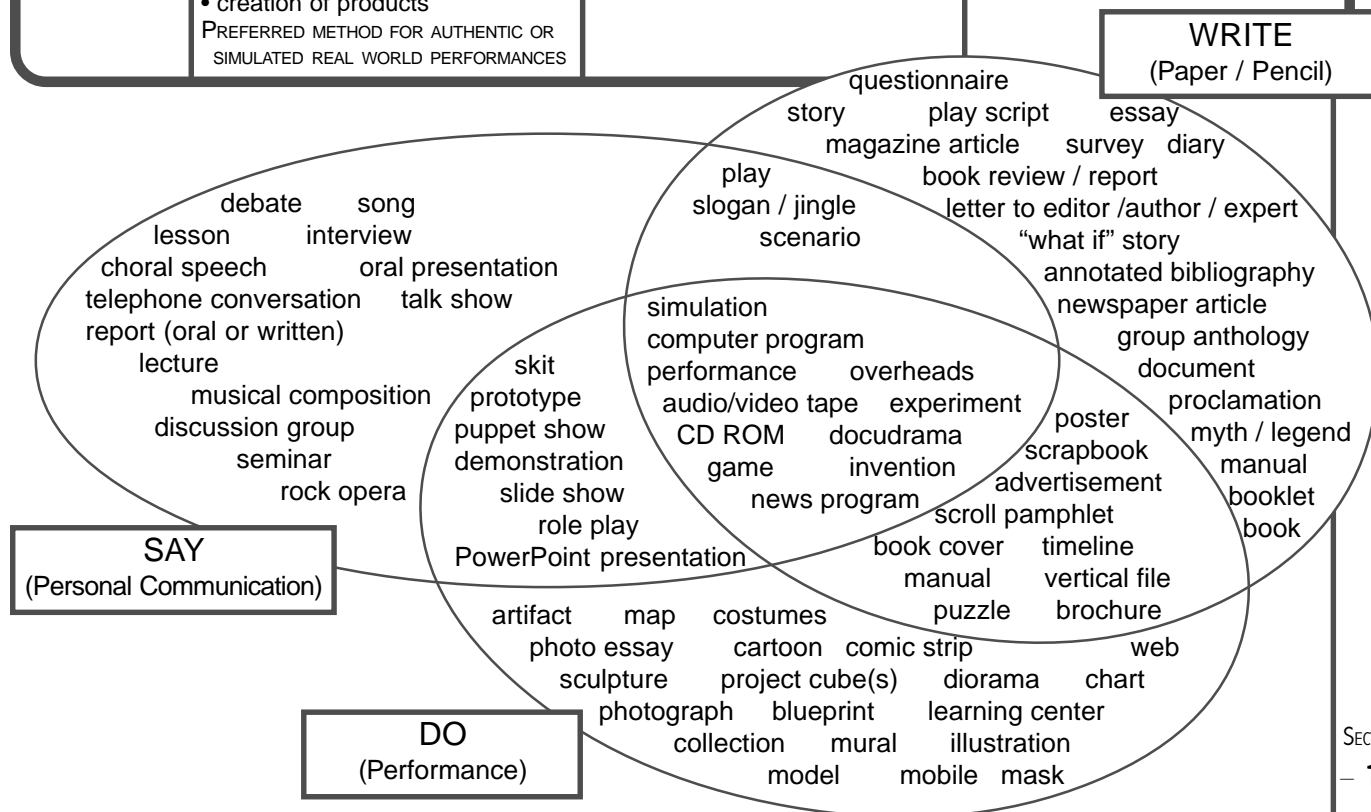 • creation of products
PREFERRED METHOD FOR AUTHENTIC OR
SIMULATED REAL WORLD PERFORMANCES
WRITE
(Paper / Pencil)
questionnaire
story play script essay
magazine article survey diary
book review / report
letter to editor /author / expert
“what if” story
annotated bibliography
newspaper article
group anthology
document
proclamation
myth / legend
manual
booklet
book
play
slogan / jingle
scenario
debate song
lesson interview
choral speech oral presentation
telephone conversation talk show
report (oral or written)
lecture
musical composition
discussion group
seminar
rock opera
SAY
(Personal Communication)
simulation
computer program
performance overheads
audio/video tape experiment
CD ROM docudrama
game invention
news program
skit
prototype
puppet show
demonstration
slide show
role play
PowerPoint presentation
poster
scrapbook
advertisement
scroll pamphlet
book cover timeline
manual vertical file
puzzle brochure
artifact map costumes
photo essay cartoon comic strip web
sculpture project cube(s) diorama chart
photograph blueprint learning center
collection mural illustration
model mobile mask
DO
(Performance)